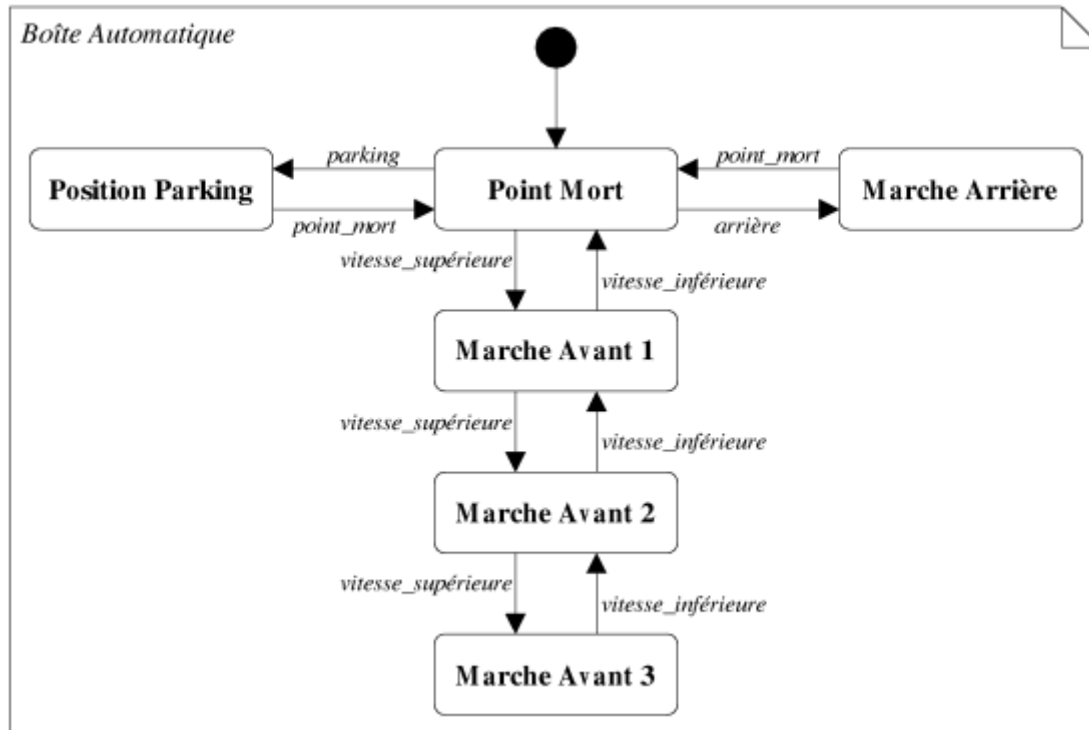 Boîte Automatique
parking
point_mort
Position Parking
Point Mort
Marche Arrière
point_mort
arrière
vitesse_supérieure
vitesse_inférieure
Marche Avant 1
vitesse_supérieure
vitesse_inférieure
Marche Avant 2
vitesse_supérieure
vitesse_inférieure
Marche Avant 3